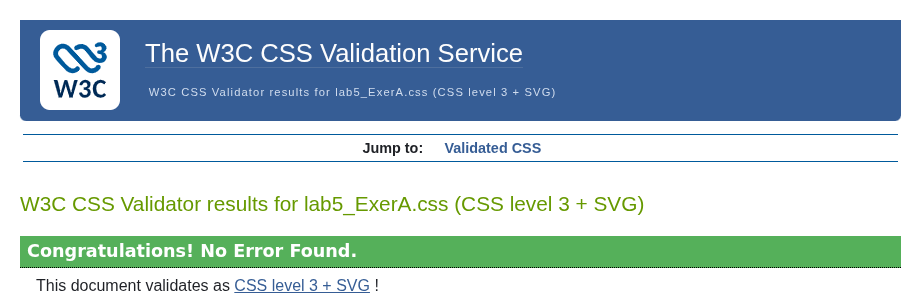 The W3C CSS Validation Service
W3C
W3C CSS Validator results for lab5_ExerA.css (CSS level 3 + SVG)
Jump to: Validated CSS
W3C CSS Validator results for lab5_ExerA.css (CSS level 3 + SVG)
Congratulations! No Error Found.
This document validates as CSS level 3 + SVG !